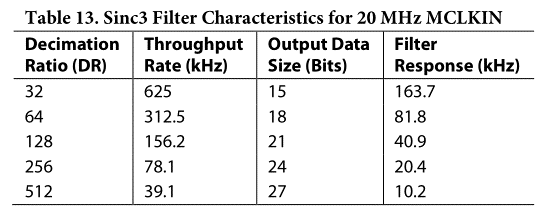 Table 13. Sinc3 Filter Characteristics for 20 MHz MCLKIN
Decimation Ratio (DR) Throughput Rate (kHz) Output Data Size (Bits) Filter Response (kHz)
32 625 15 163.7
64 312.5 18 81.8
128 156.2 21 40.9
256 78.1 24 20.4
512 39.1 27 10.2